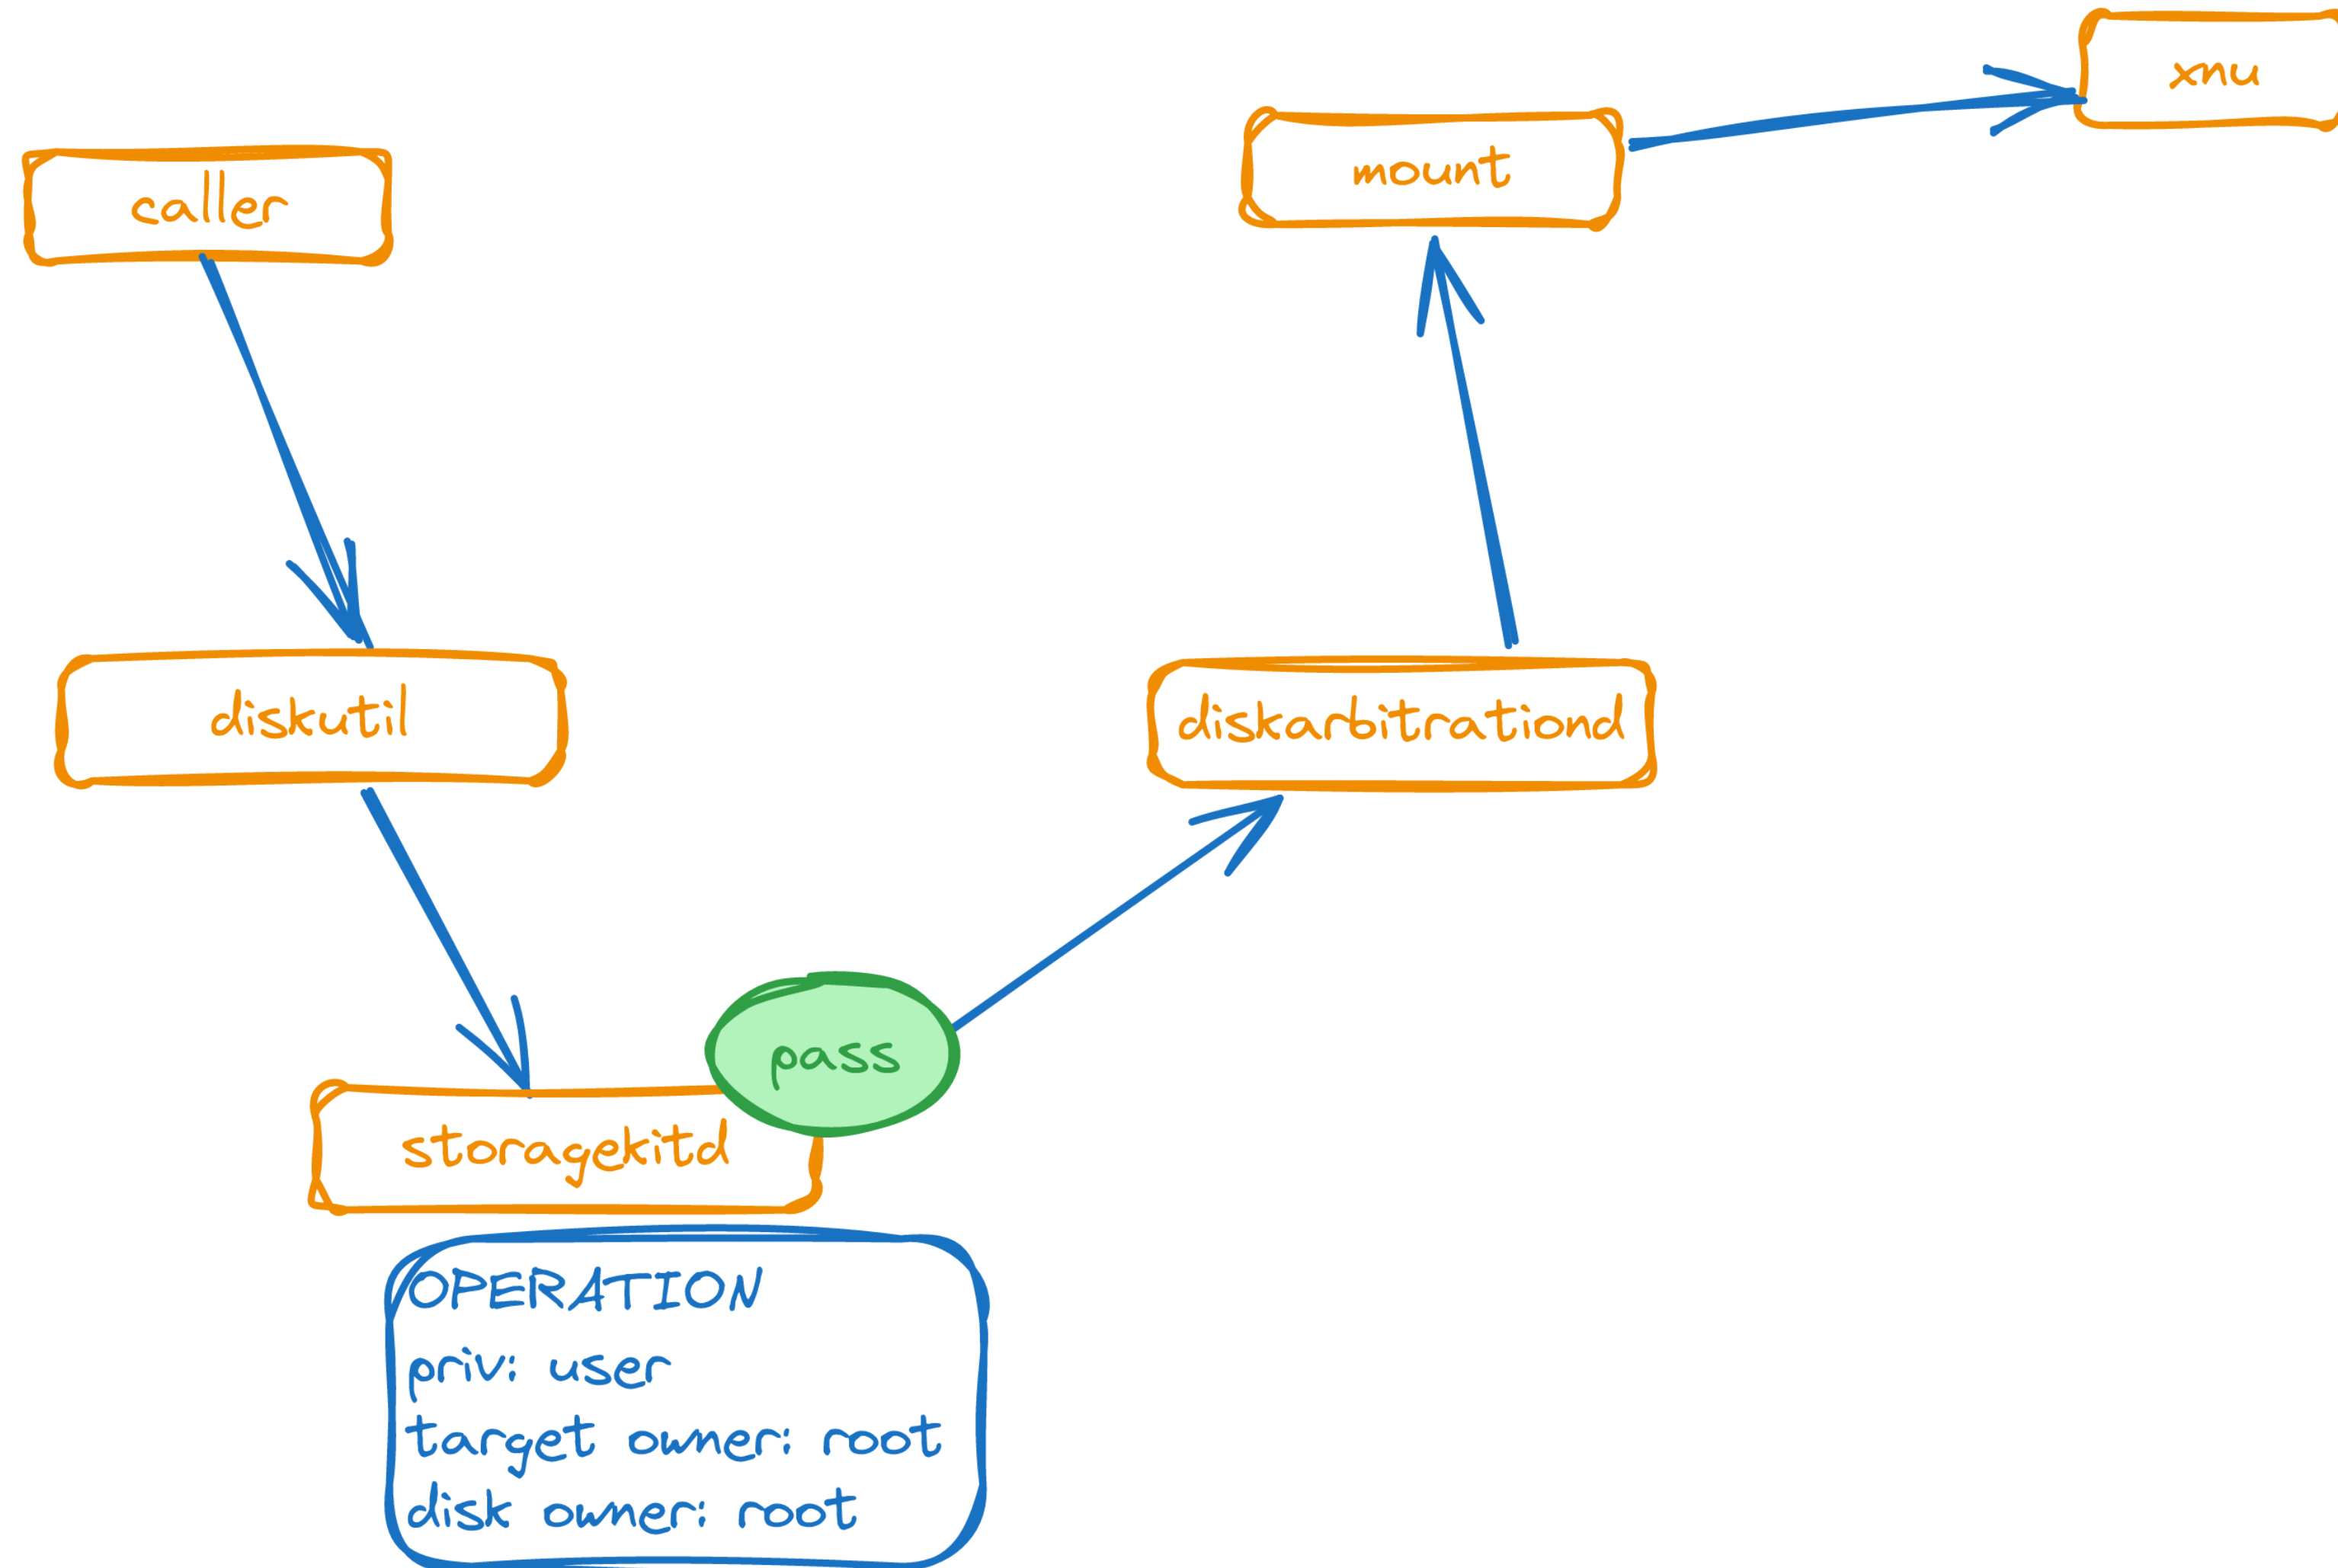 xnu
mount
caller
diskutil
diskarbitrationd
pass
storagekitd
OPERATION
priv: user
target owner: root
disk owner: root